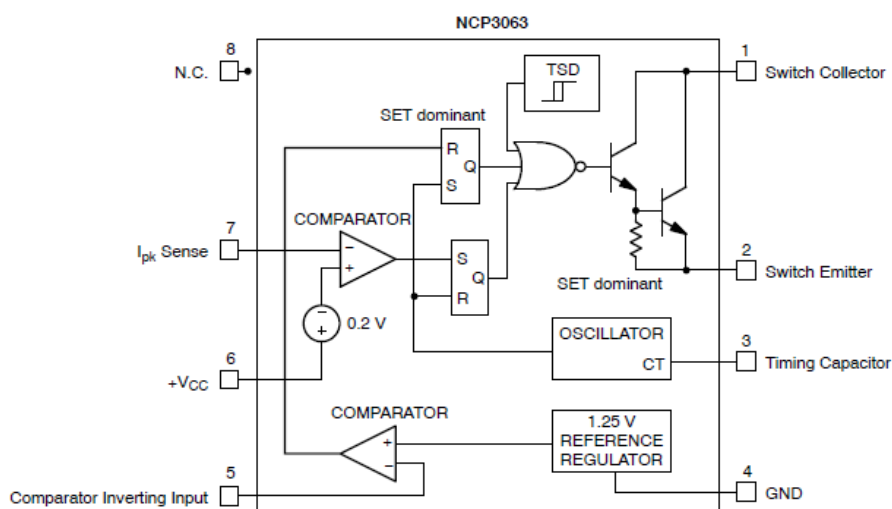 NCP3063
8
N.C.
1
Switch Collector
TSD
SET dominant
R
Q
S
COMPARATOR
7
Ipk Sense
−
+
S
Q
R
2
Switch Emitter
SET dominant
−
+
0.2 V
OSCILLATOR
CT
3
Timing Capacitor
6
+VCC
COMPARATOR
+
−
1.25 V
REFERENCE
REGULATOR
5
Comparator Inverting Input
4
GND